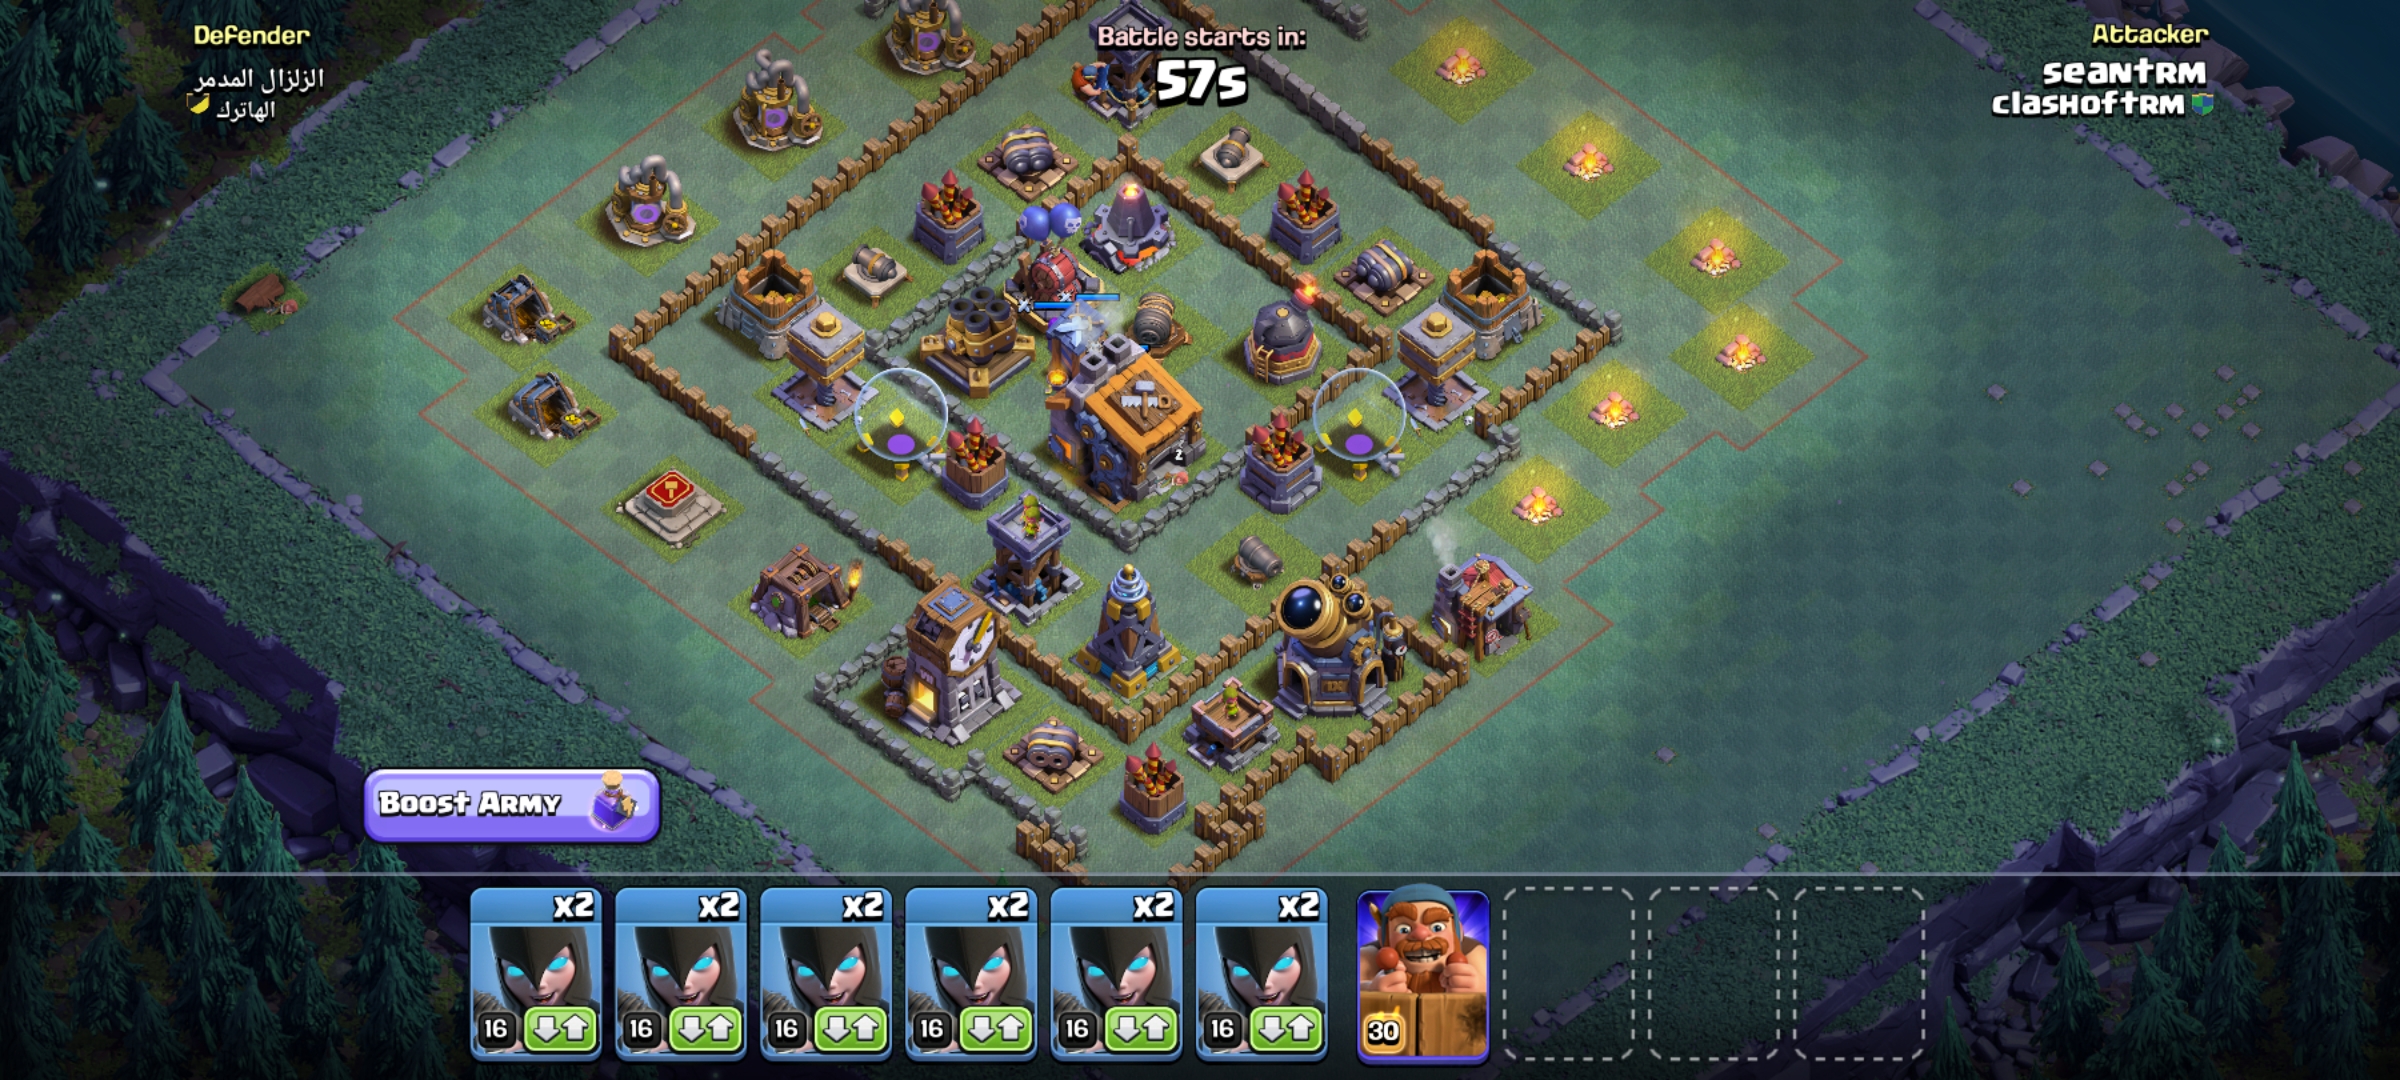 Defender
الزلزال المدمر
الهاترك
Battle starts in:
57s
Attacker
seantRM
clashoftRM
2
Boost Army
x2 x2 x2 x2 x2 x2
16 16 16 16 16 16 30